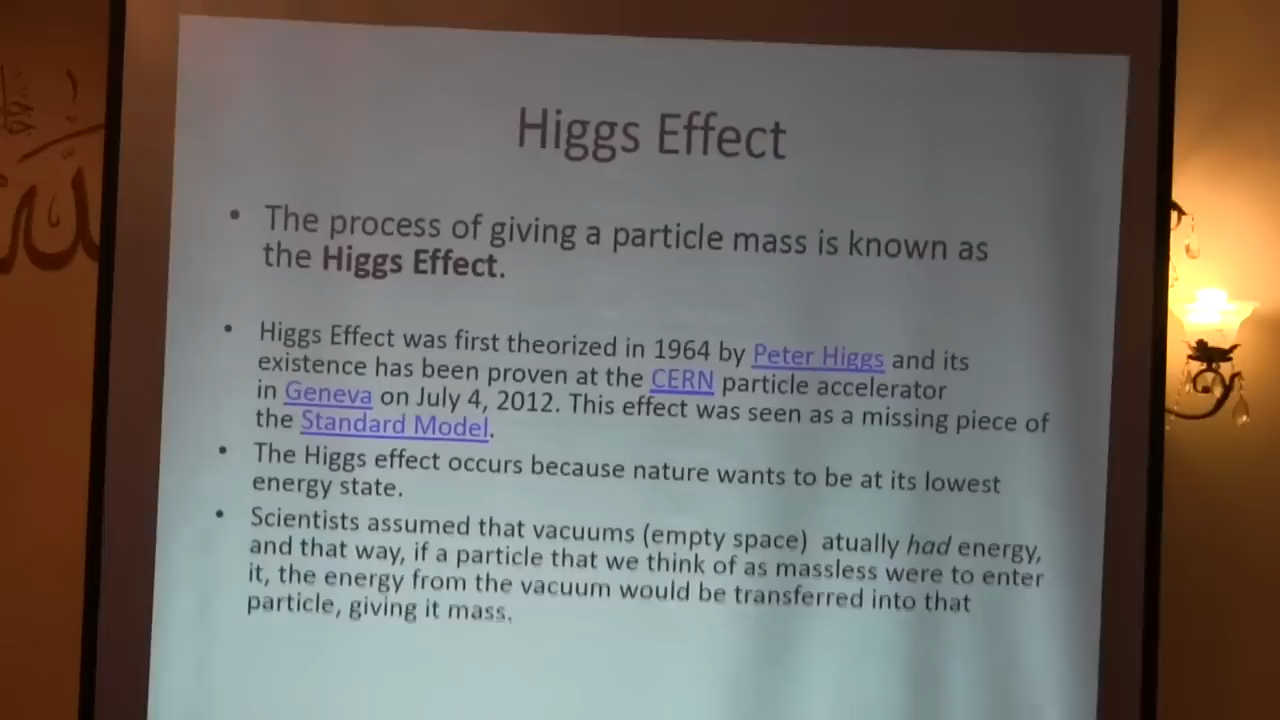 Higgs Effect
• The process of giving a particle mass is known as
the Higgs Effect.
• Higgs Effect was first theorized in 1964 by Peter Higgs and its
existence has been proven at the CERN particle accelerator
in Geneva on July 4, 2012. This effect was seen as a missing piece of
the Standard Model.
• The Higgs effect occurs because nature wants to be at its lowest
energy state.
• Scientists assumed that vacuums (empty space) atually had energy,
and that way, if a particle that we think of as massless were to enter
it, the energy from the vacuum would be transferred into that
particle, giving it mass.